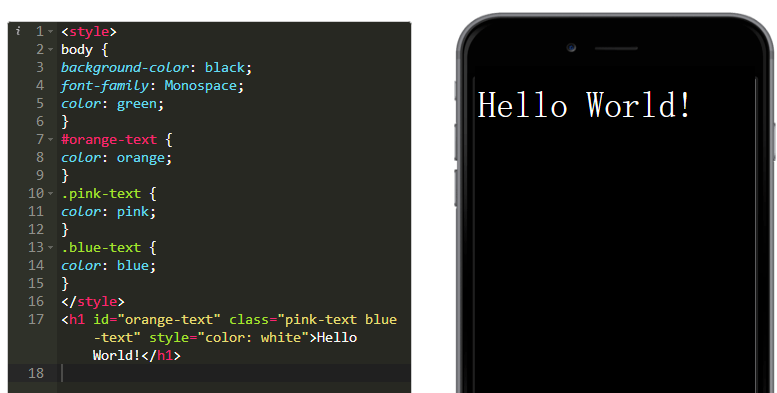 i 1 <style>
2 body {
3 background-color: black;
4 font-family: Monospace;
5 color: green;
6 }
7 #orange-text {
8 color: orange;
9 }
10 .pink-text {
11 color: pink;
12 }
13 .blue-text {
14 color: blue;
15 }
16 </style>
17 <h1 id="orange-text" class="pink-text blue
-text" style="color: white">Hello
World!</h1>
18
Hello World!